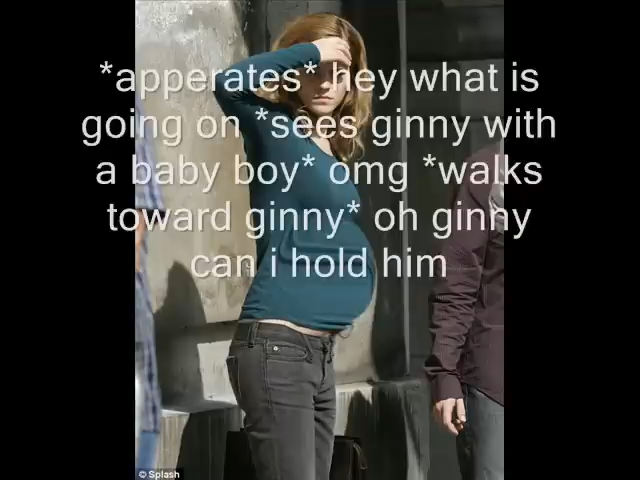 *apperates* hey what is
going on *sees ginny with
a baby boy* omg *walks
toward ginny* oh ginny
can i hold him
© Splash